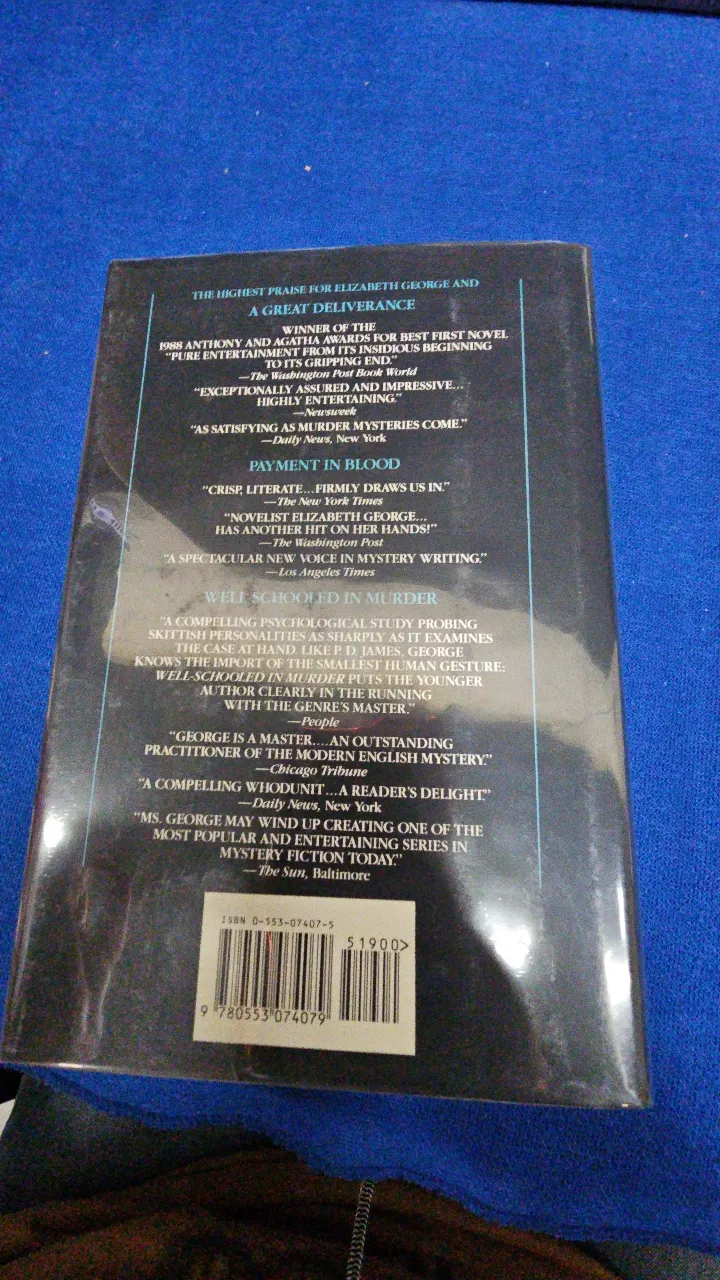 THE HIGHEST PRAISE FOR ELIZABETH GEORGE AND
A GREAT DELIVERANCE
WINNER OF THE
1988 ANTHONY AND AGATHA AWARDS FOR BEST FIRST NOVEL
"PURE ENTERTAINMENT FROM ITS INSIDIOUS BEGINNING
TO ITS GRIPPING END."
—The Washington Post Book World
"EXCEPTIONALLY ASSURED AND IMPRESSIVE...
HIGHLY ENTERTAINING."
—Newsweek
"AS SATISFYING AS MURDER MYSTERIES COME."
—Daily News, New York
PAYMENT IN BLOOD
"CRISP, LITERATE...FIRMLY DRAWS US IN."
—The New York Times
"NOVELIST ELIZABETH GEORGE...
HAS ANOTHER HIT ON HER HANDS!"
—The Washington Post
"A SPECTACULAR NEW VOICE IN MYSTERY WRITING."
—Los Angeles Times
WELL-SCHOOLED IN MURDER
"A COMPELLING PSYCHOLOGICAL STUDY PROBING
SKITTISH PERSONALITIES AS SHARPLY AS IT EXAMINES
THE CASE AT HAND. LIKE P. D. JAMES, GEORGE
KNOWS THE IMPORT OF THE SMALLEST HUMAN GESTURE:
WELL-SCHOOLED IN MURDER PUTS THE YOUNGER
AUTHOR CLEARLY IN THE RUNNING
WITH THE GENRE'S MASTER."
—People
"GEORGE IS A MASTER....AN OUTSTANDING
PRACTITIONER OF THE MODERN ENGLISH MYSTERY."
—Chicago Tribune
"A COMPELLING WHODUNIT...A READER'S DELIGHT."
—Daily News, New York
"MS. GEORGE MAY WIND UP CREATING ONE OF THE
MOST POPULAR AND ENTERTAINING SERIES IN
MYSTERY FICTION TODAY."
—The Sun, Baltimore
ISBN 0-553-07407-5
51900>
9 780553 074079